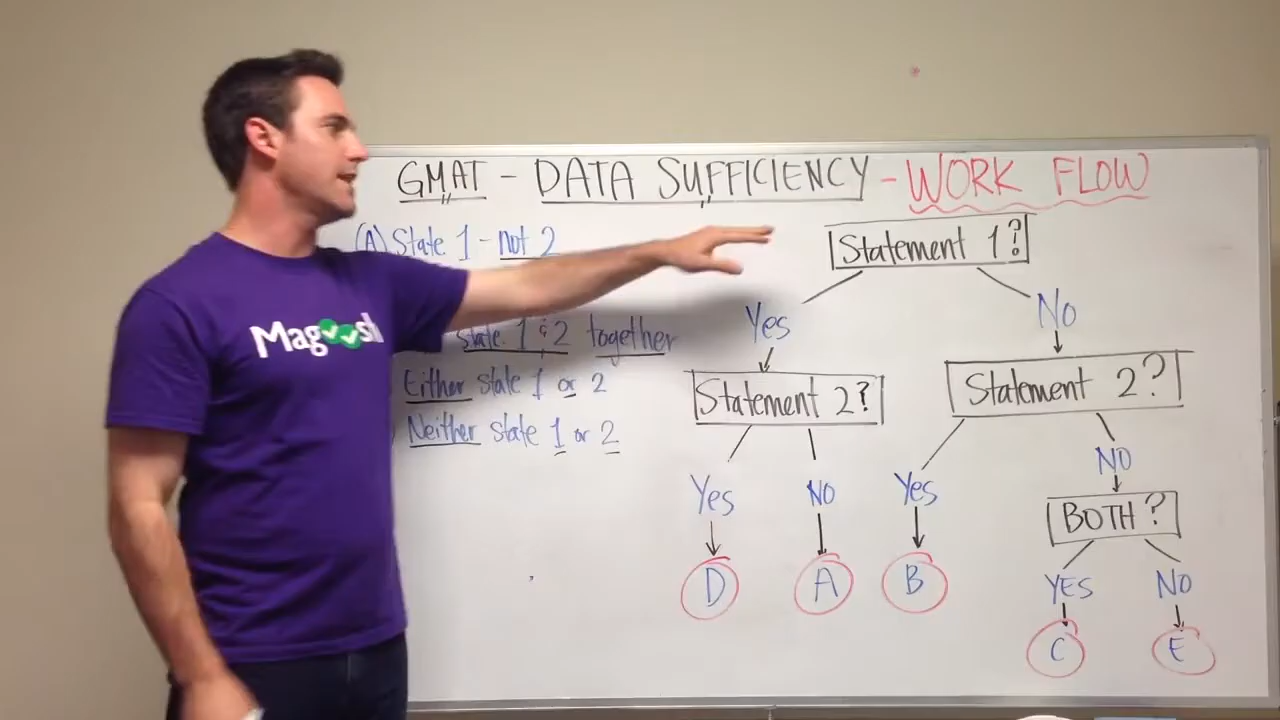 GMAT - DATA SUFFICIENCY - WORK FLOW
(A) State 1 - not 2
state. 1 & 2 together
Either state 1 or 2
Neither state 1 or 2
Magoosh
Statement 1?
Yes
No
Statement 2?
Statement 2?
Yes
NO
Yes
NO
BOTH?
D
A
B
YES
NO
C
E